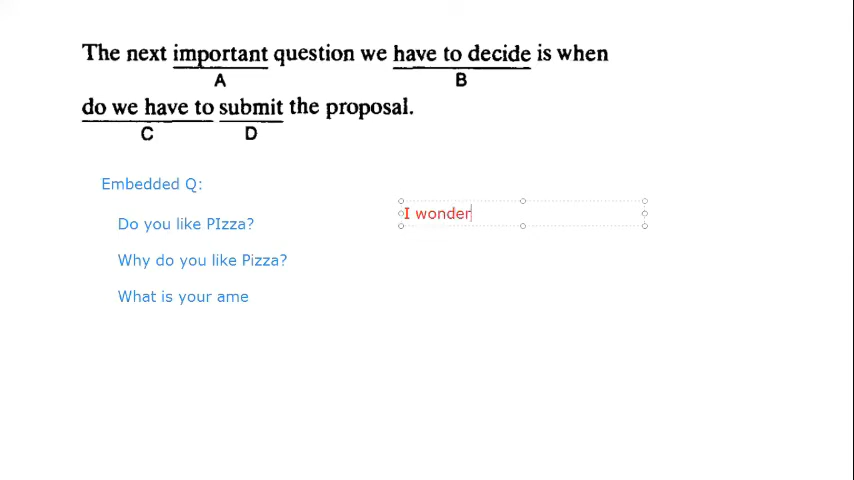 The next important question we have to decide is when
A B
do we have to submit the proposal.
C D
Embedded Q:
I wonder
Do you like PIzza?
Why do you like Pizza?
What is your ame